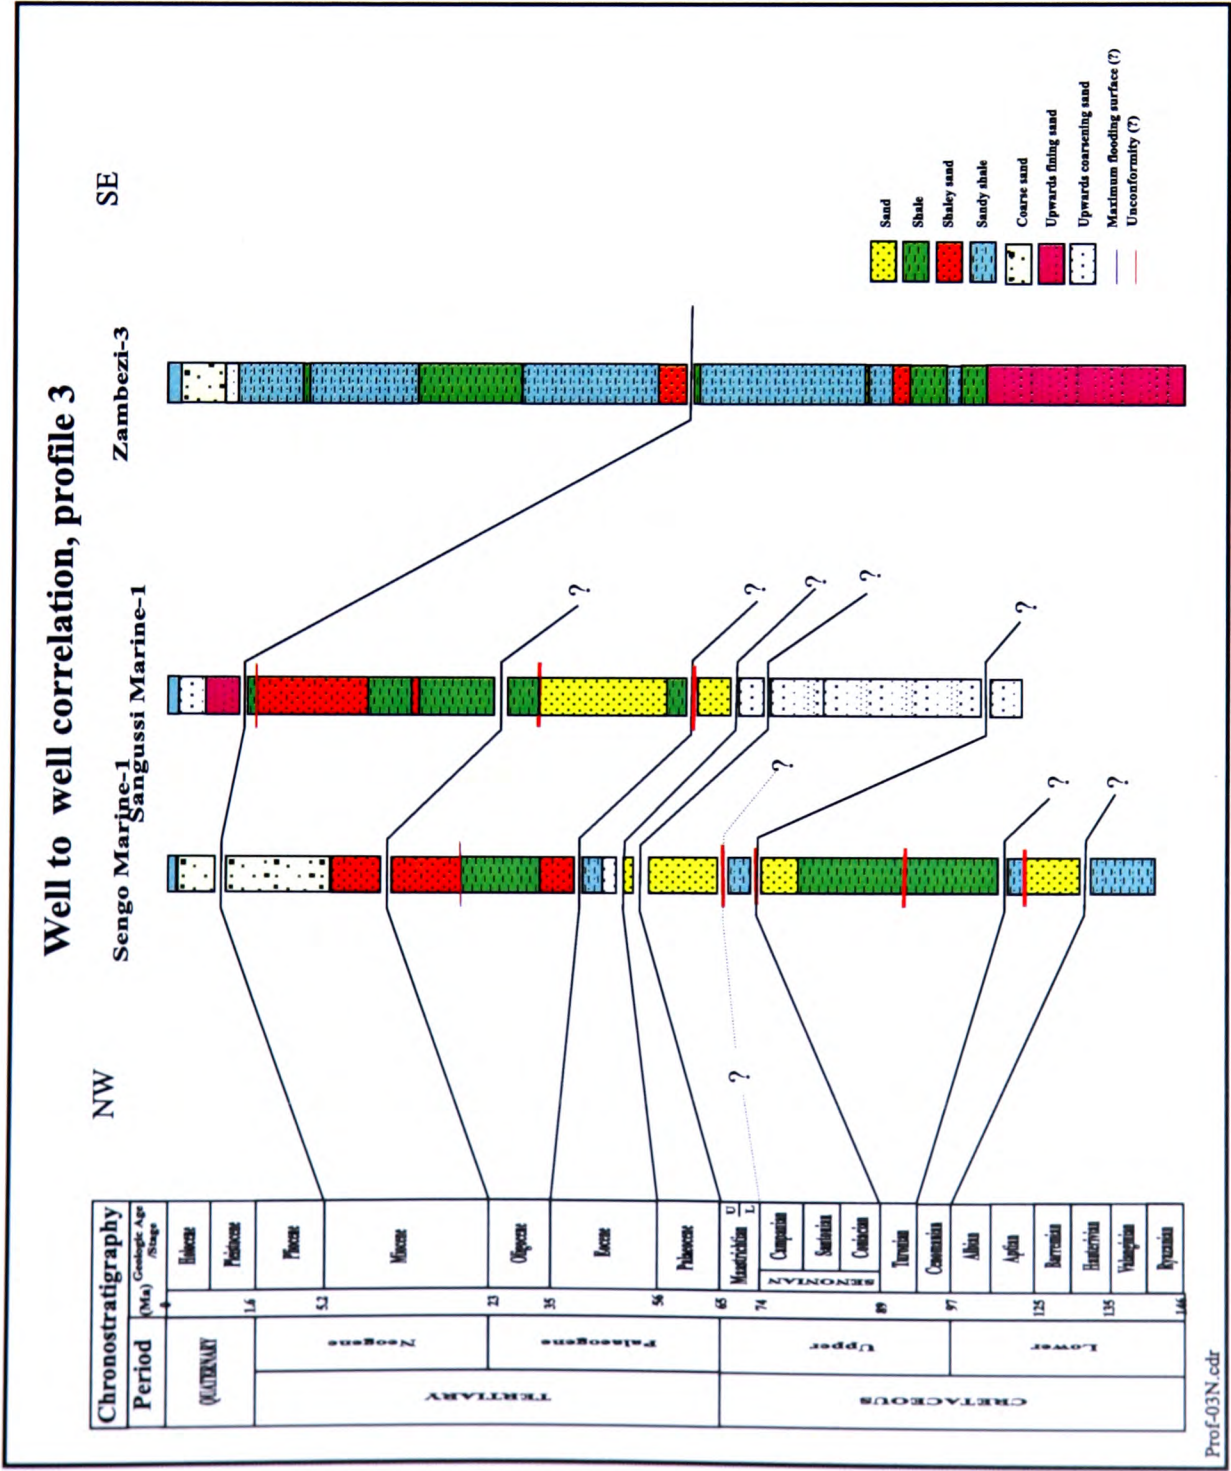 Well to well correlation, profile 3
NW
SE
Sengo Marine-1
Sangussi Marine-1
Zambezi-3
Chronostratigraphy
Period
(Ma)
Geologic Age
/Stage
0
1.6
5.2
23
35
56
65
74
89
97
125
135
146
QUATERNARY
TERTIARY
CRETACEOUS
Neogene
Palaeogene
Upper
Lower
SENONIAN
Holocene
Pleistocene
Pliocene
Miocene
Oligocene
Eocene
Palaeocene
Maastrichtian
U
L
Campanian
Santonian
Coniacian
Turonian
Cenomanian
Albian
Aptian
Barremian
Hauterivian
Valanginian
Ryazanian
?
?
?
?
?
?
?
?
?
?
Sand
Shale
Shaley sand
Sandy shale
Coarse sand
Upwards fining sand
Upwards coarsening sand
Maximum flooding surface (?)
Unconformity (?)
Prof-03N.cdr